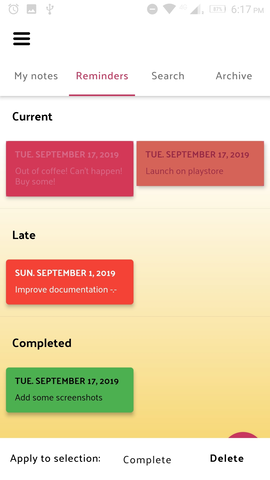 6:17 PM
My notes Reminders Search Archive
Current
TUE. SEPTEMBER 17, 2019
Out of coffee! Can't happen!
Buy some!
TUE. SEPTEMBER 17, 2019
Launch on playstore
Late
SUN. SEPTEMBER 1, 2019
Improve documentation -.-
Completed
TUE. SEPTEMBER 17, 2019
Add some screenshots
Apply to selection: Complete Delete